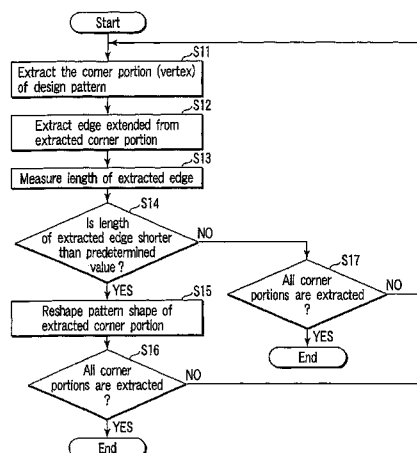 Start
S11
Extract the corner portion (vertex)
of design pattern
S12
Extract edge extended from
extracted corner portion
S13
Measure length of extracted edge
S14
Is length
of extracted edge shorter
than predetermined
value ?
NO
YES
S17
All corner
portions are extracted
?
NO
YES
End
S15
Reshape pattern shape of
extracted corner portion
S16
All corner
portions are extracted
?
NO
YES
End